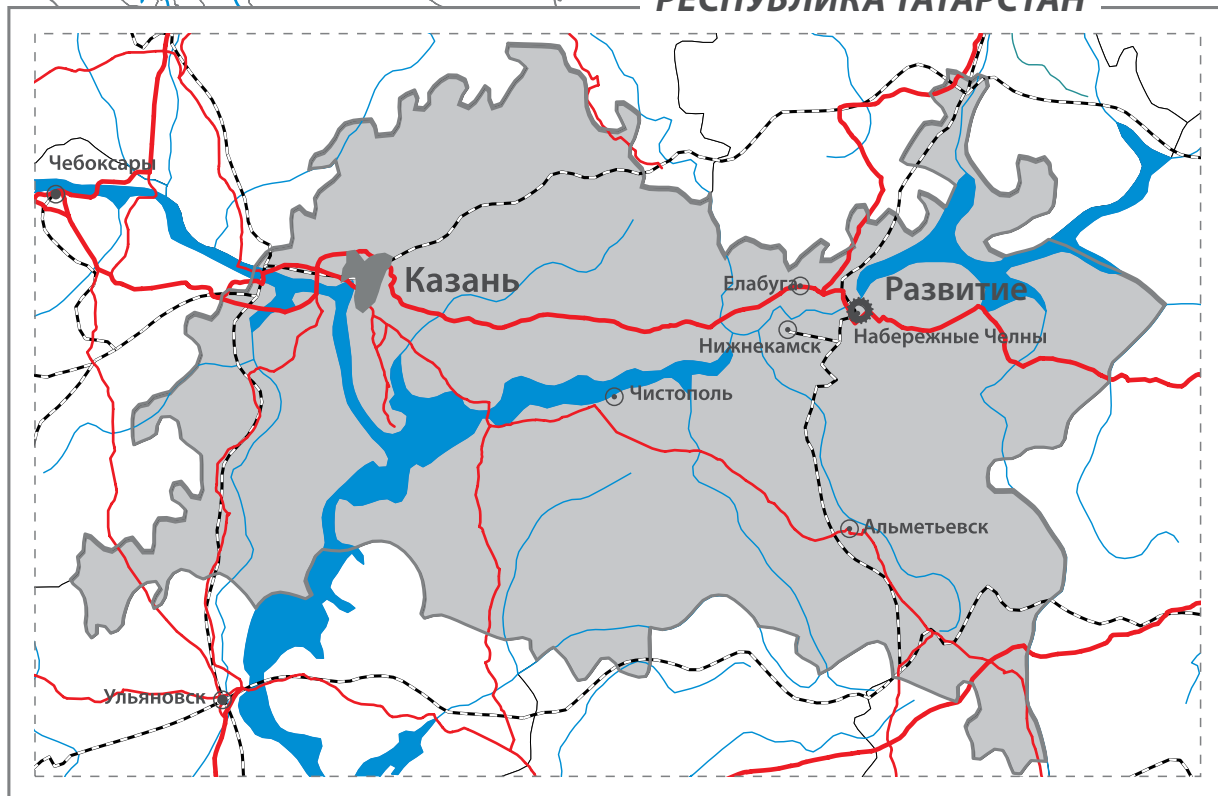 РЕСПУБЛИКА ТАТАРСТАН
Чебоксары
Казань
Елабуга
Развитие
Набережные Челны
Нижнекамск
Чистополь
Альметьевск
Ульяновск